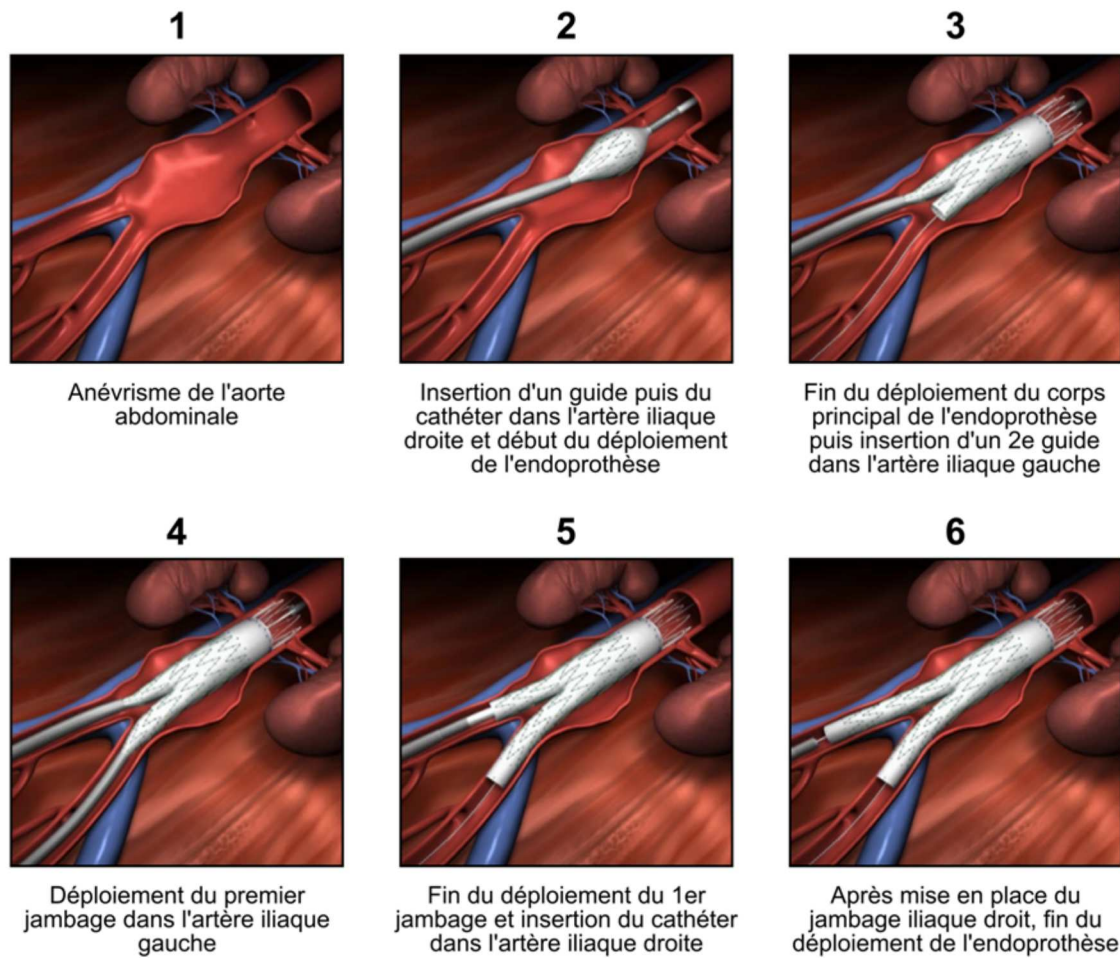 1
2
3
Anévrisme de l'aorte
abdominale
Insertion d'un guide puis du
cathéter dans l'artère iliaque
droite et début du déploiement
de l'endoprothèse
Fin du déploiement du corps
principal de l'endoprothèse
puis insertion d'un 2e guide
dans l'artère iliaque gauche
4
5
6
Déploiement du premier
jambage dans l'artère iliaque
gauche
Fin du déploiement du 1er
jambage et insertion du cathéter
dans l'artère iliaque droite
Après mise en place du
jambage iliaque droit, fin du
déploiement de l'endoprothèse